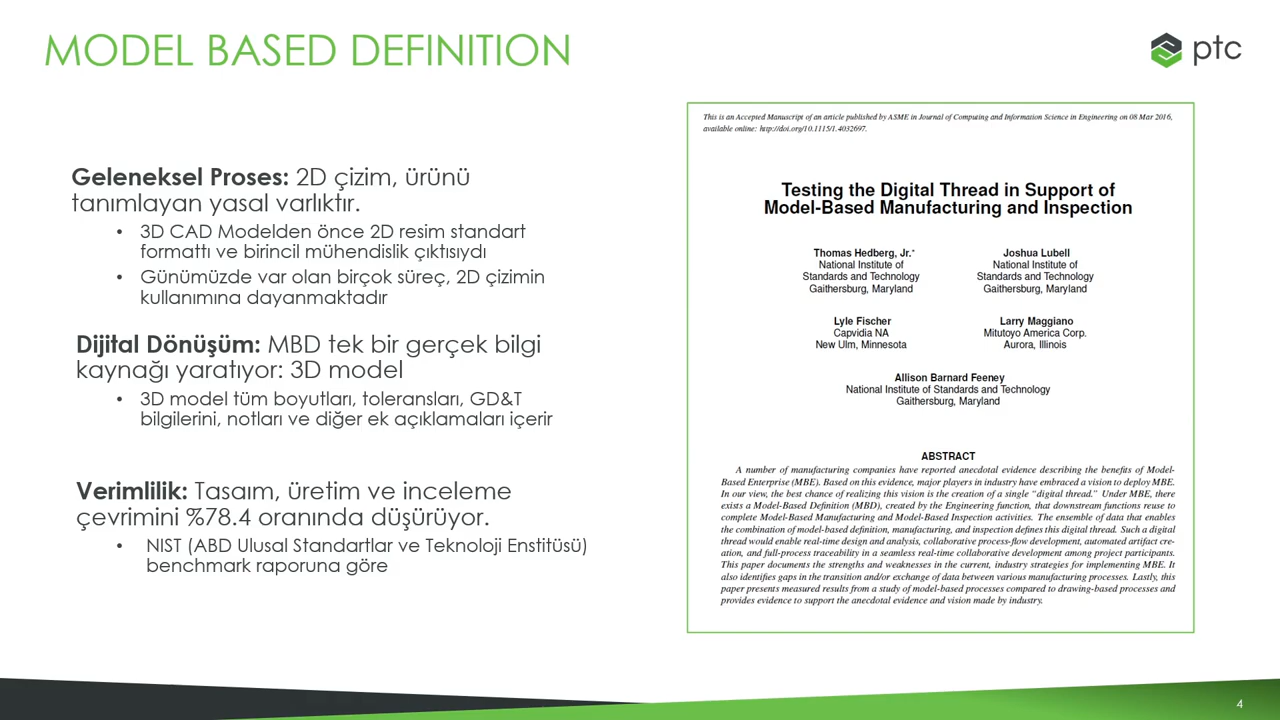 MODEL BASED DEFINITION
ptc
Geleneksel Proses: 2D çizim, ürünü
tanımlayan yasal varlıktır.
• 3D CAD Modelden önce 2D resim standart
formattı ve birincil mühendislik çıktısıydı
• Günümüzde var olan birçok süreç, 2D çizimin
kullanımına dayanmaktadır
Dijital Dönüşüm: MBD tek bir gerçek bilgi
kaynağı yaratıyor: 3D model
• 3D model tüm boyutları, toleransları, GD&T
bilgilerini, notları ve diğer ek açıklamaları içerir
Verimlilik: Tasaım, üretim ve inceleme
çevrimini %78.4 oranında düşürüyor.
• NIST (ABD Ulusal Standartlar ve Teknoloji Enstitüsü)
benchmark raporuna göre
This is an Accepted Manuscript of an article published by ASME in Journal of Computing and Information Science in Engineering on 08 Mar 2016,
available online: http://doi.org/10.1115/1.4032697.
Testing the Digital Thread in Support of
Model-Based Manufacturing and Inspection
Thomas Hedberg, Jr.*
National Institute of
Standards and Technology
Gaithersburg, Maryland
Joshua Lubell
National Institute of
Standards and Technology
Gaithersburg, Maryland
Lyle Fischer
Capvidia NA
New Ulm, Minnesota
Larry Maggiano
Mitutoyo America Corp.
Aurora, Illinois
Allison Barnard Feeney
National Institute of Standards and Technology
Gaithersburg, Maryland
ABSTRACT
A number of manufacturing companies have reported anecdotal evidence describing the benefits of Model-
Based Enterprise (MBE). Based on this evidence, major players in industry have embraced a vision to deploy MBE.
In our view, the best chance of realizing this vision is the creation of a single "digital thread." Under MBE, there
exists a Model-Based Definition (MBD), created by the Engineering function, that downstream functions reuse to
complete Model-Based Manufacturing and Model-Based Inspection activities. The ensemble of data that enables
the combination of model-based definition, manufacturing, and inspection defines this digital thread. Such a digital
thread would enable real-time design and analysis, collaborative process-flow development, automated artifact cre-
ation, and full-process traceability in a seamless real-time collaborative development among project participants.
This paper documents the strengths and weaknesses in the current, industry strategies for implementing MBE. It
also identifies gaps in the transition and/or exchange of data between various manufacturing processes. Lastly, this
paper presents measured results from a study of model-based processes compared to drawing-based processes and
provides evidence to support the anecdotal evidence and vision made by industry.
4